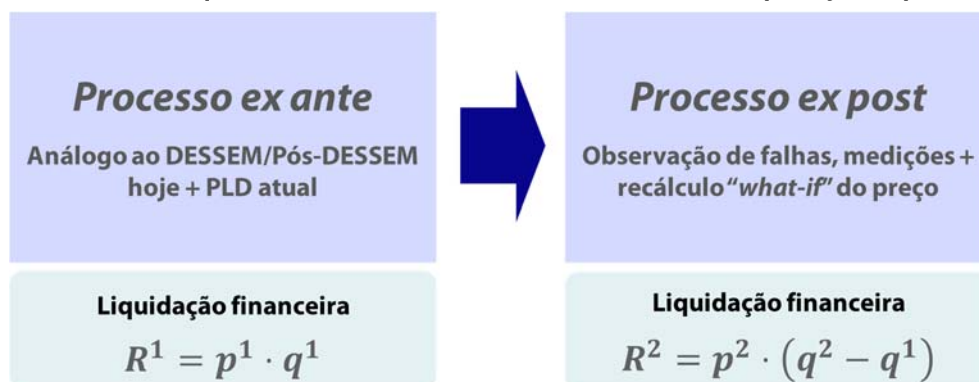 Processo ex ante
Análogo ao DESSEM/Pós-DESSEM
hoje + PLD atual
Liquidação financeira
R¹ = p¹ · q¹
Processo ex post
Observação de falhas, medições +
recálculo “what-if” do preço
Liquidação financeira
R² = p² · (q² − q¹)